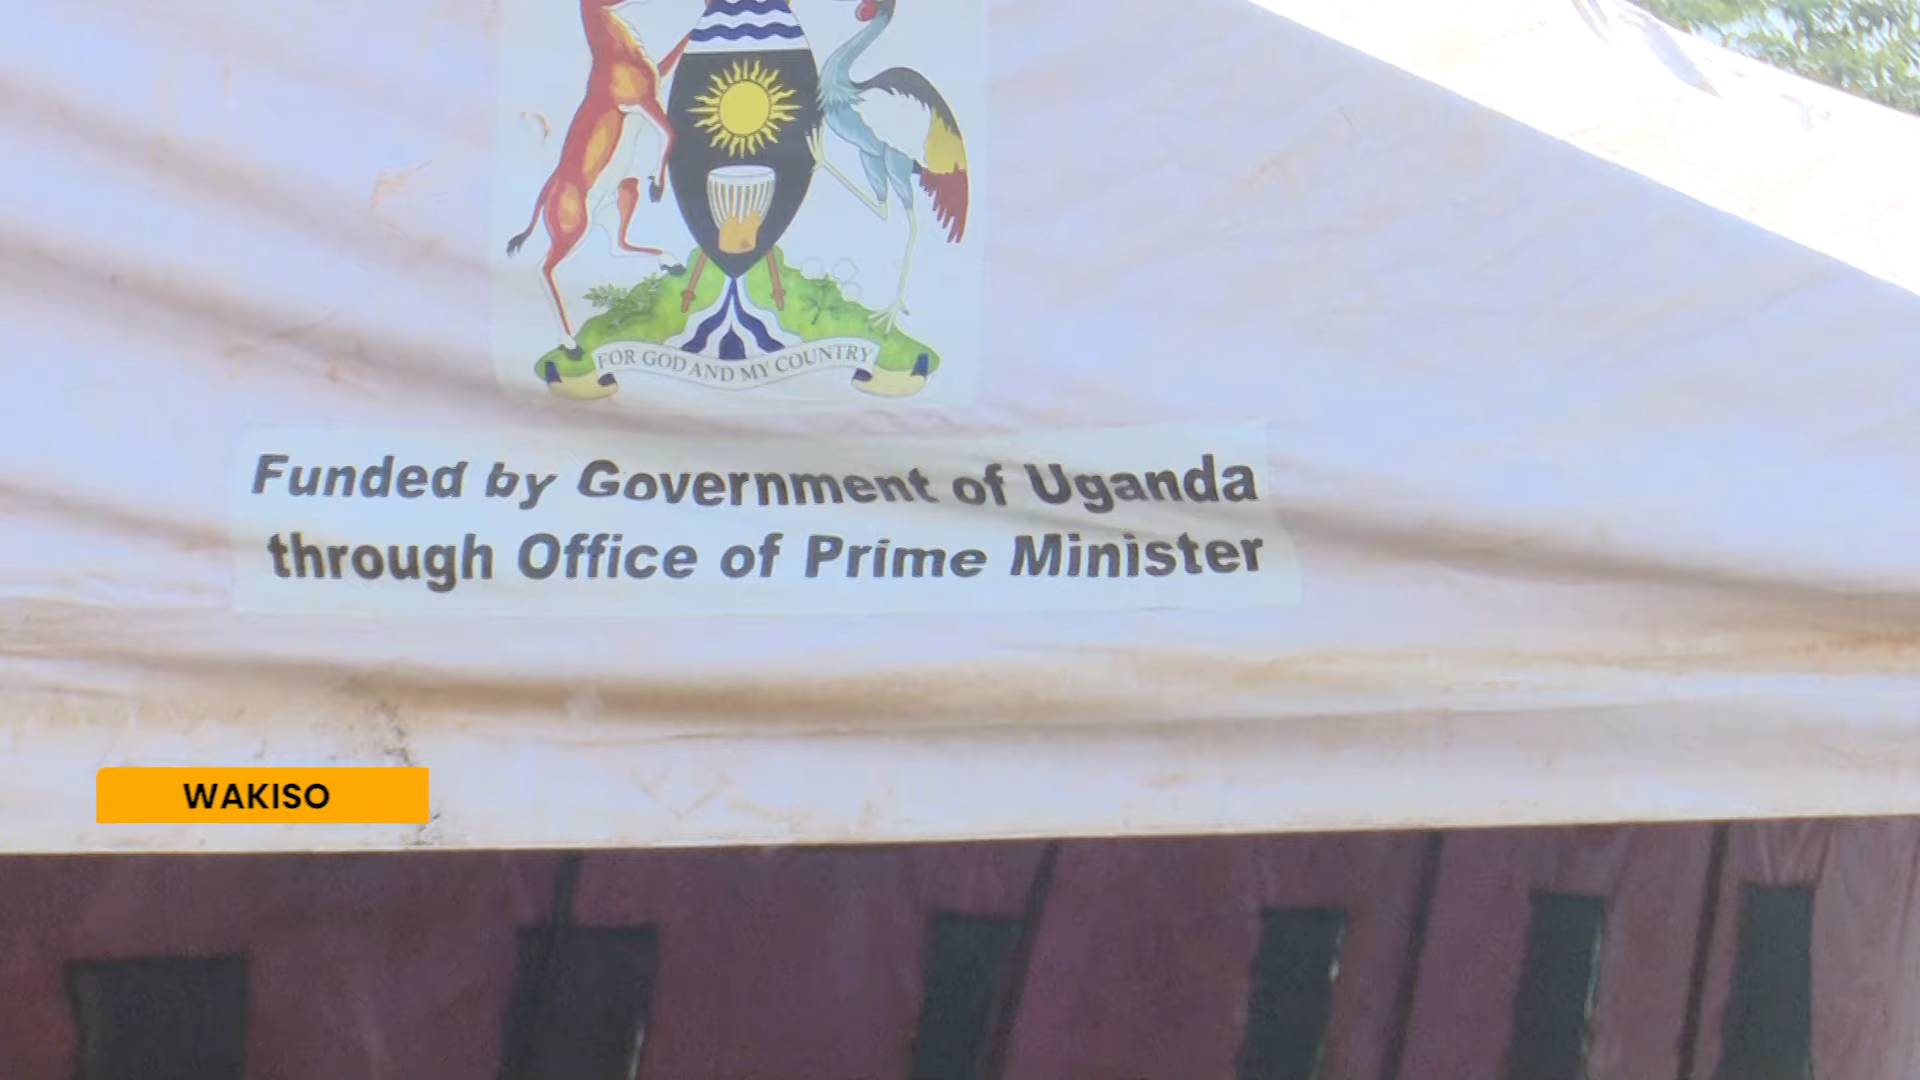 FOR GOD AND MY COUNTRY
Funded by Government of Uganda
through Office of Prime Minister
WAKISO